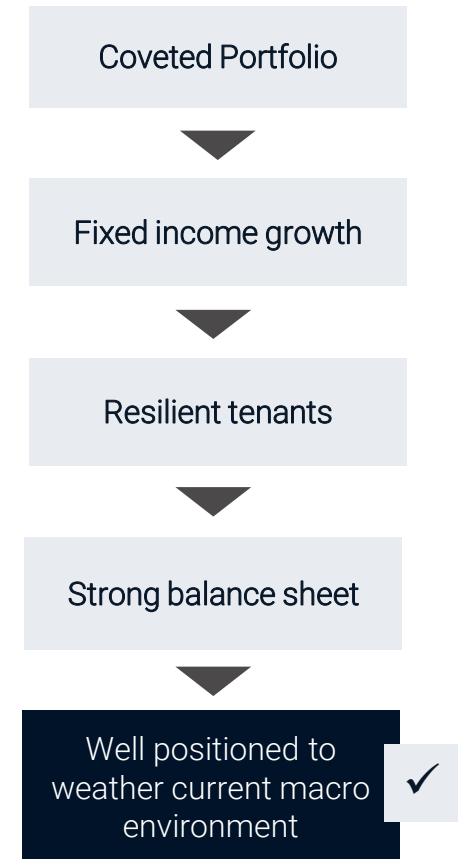 Coveted Portfolio
Fixed income growth
Resilient tenants
Strong balance sheet
Well positioned to
weather current macro
environment
✓